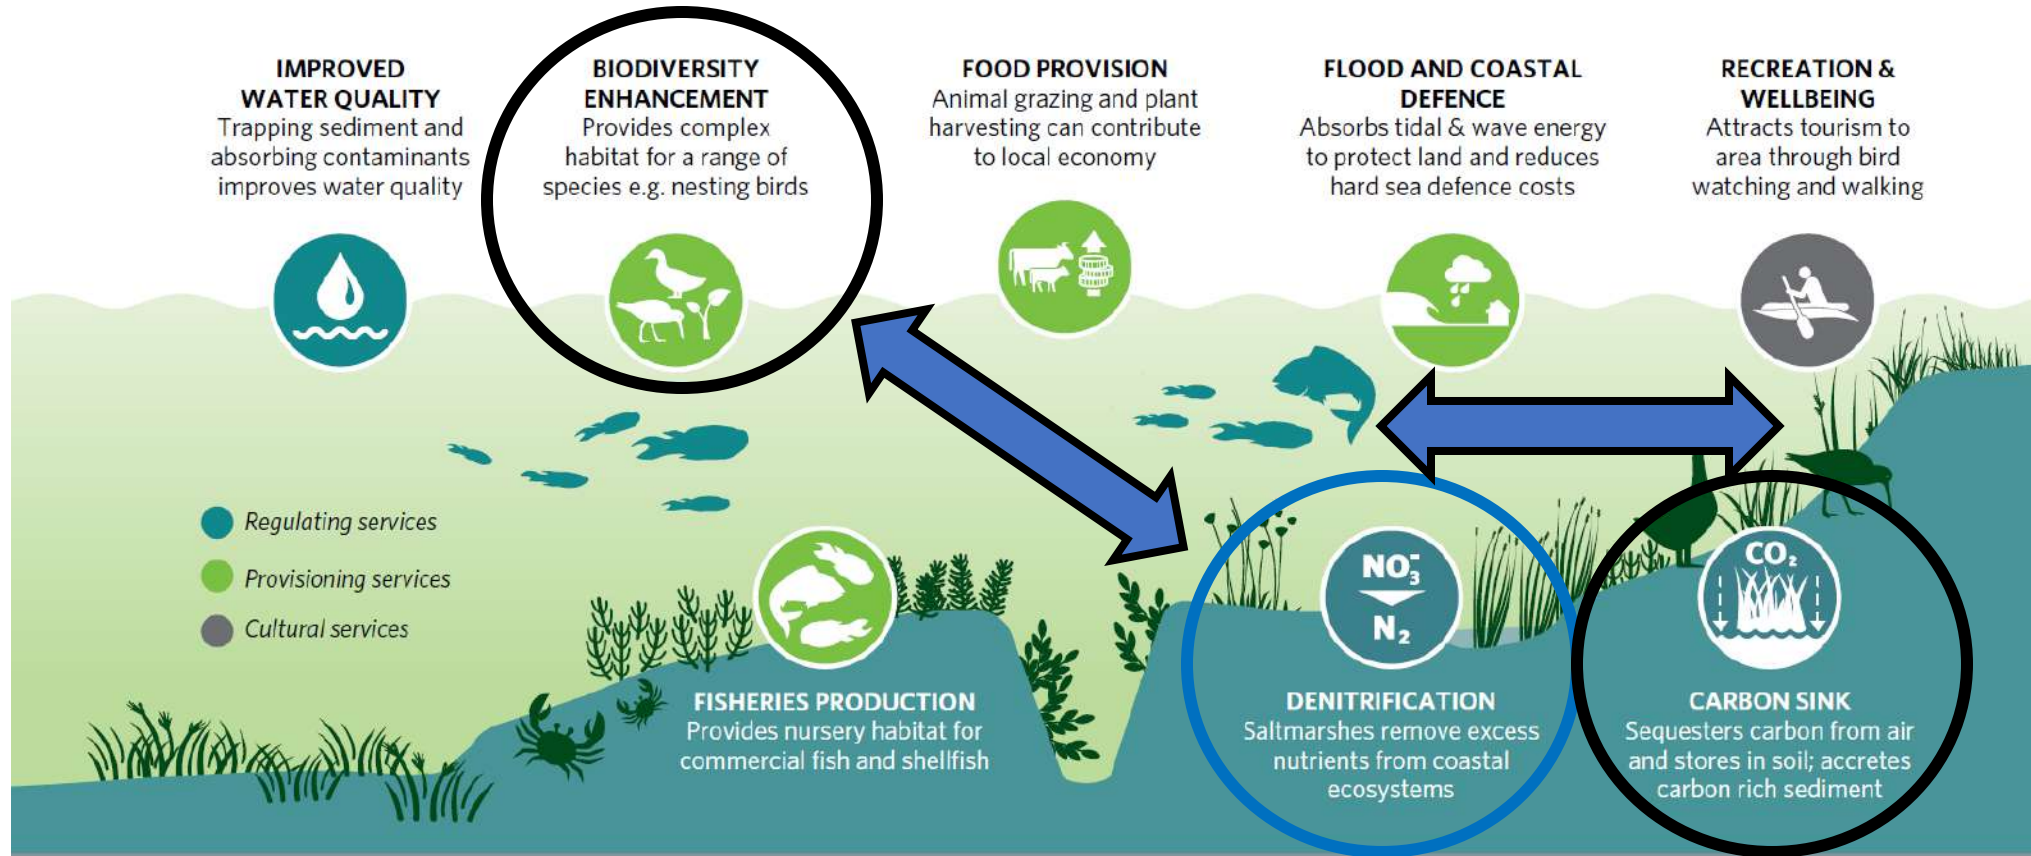 IMPROVED
WATER QUALITY
Trapping sediment and
absorbing contaminants
improves water quality
BIODIVERSITY
ENHANCEMENT
Provides complex
habitat for a range of
species e.g. nesting birds
FOOD PROVISION
Animal grazing and plant
harvesting can contribute
to local economy
FLOOD AND COASTAL
DEFENCE
Absorbs tidal & wave energy
to protect land and reduces
hard sea defence costs
RECREATION &
WELLBEING
Attracts tourism to
area through bird
watching and walking
Regulating services
Provisioning services
Cultural services
FISHERIES PRODUCTION
Provides nursery habitat for
commercial fish and shellfish
NO₃⁻
N₂
DENITRIFICATION
Saltmarshes remove excess
nutrients from coastal
ecosystems
CO₂
CARBON SINK
Sequesters carbon from air
and stores in soil; accretes
carbon rich sediment